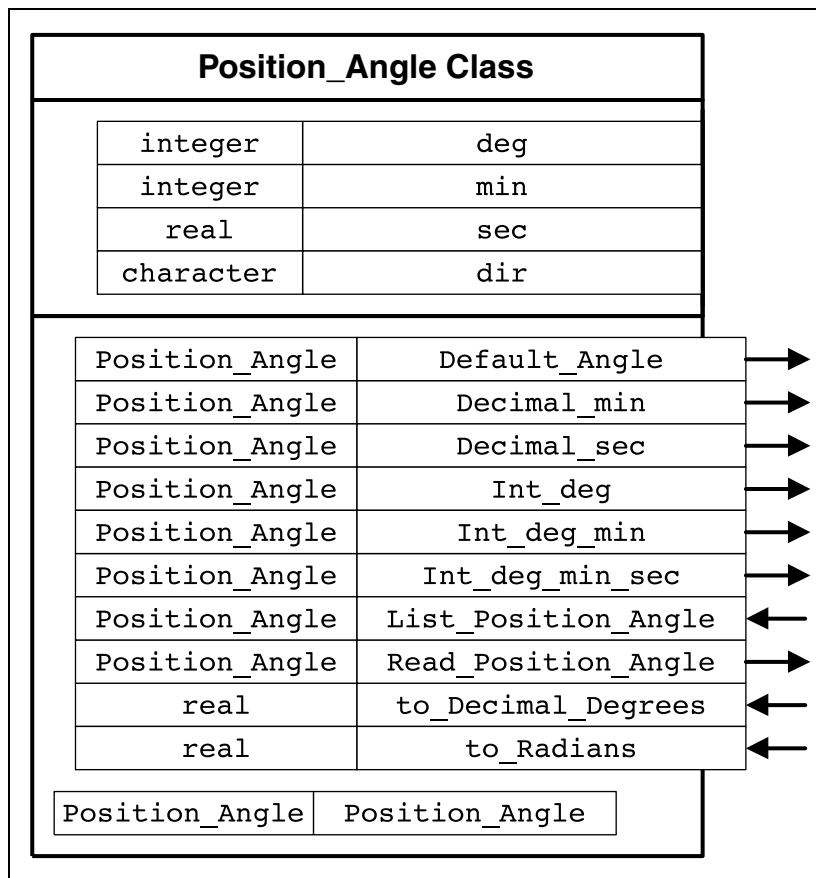 Position_Angle Class
integer deg
integer min
real sec
character dir
Position_Angle Default_Angle
Position_Angle Decimal_min
Position_Angle Decimal_sec
Position_Angle Int_deg
Position_Angle Int_deg_min
Position_Angle Int_deg_min_sec
Position_Angle List_Position_Angle
Position_Angle Read_Position_Angle
real to_Decimal_Degrees
real to_Radians
Position_Angle Position_Angle